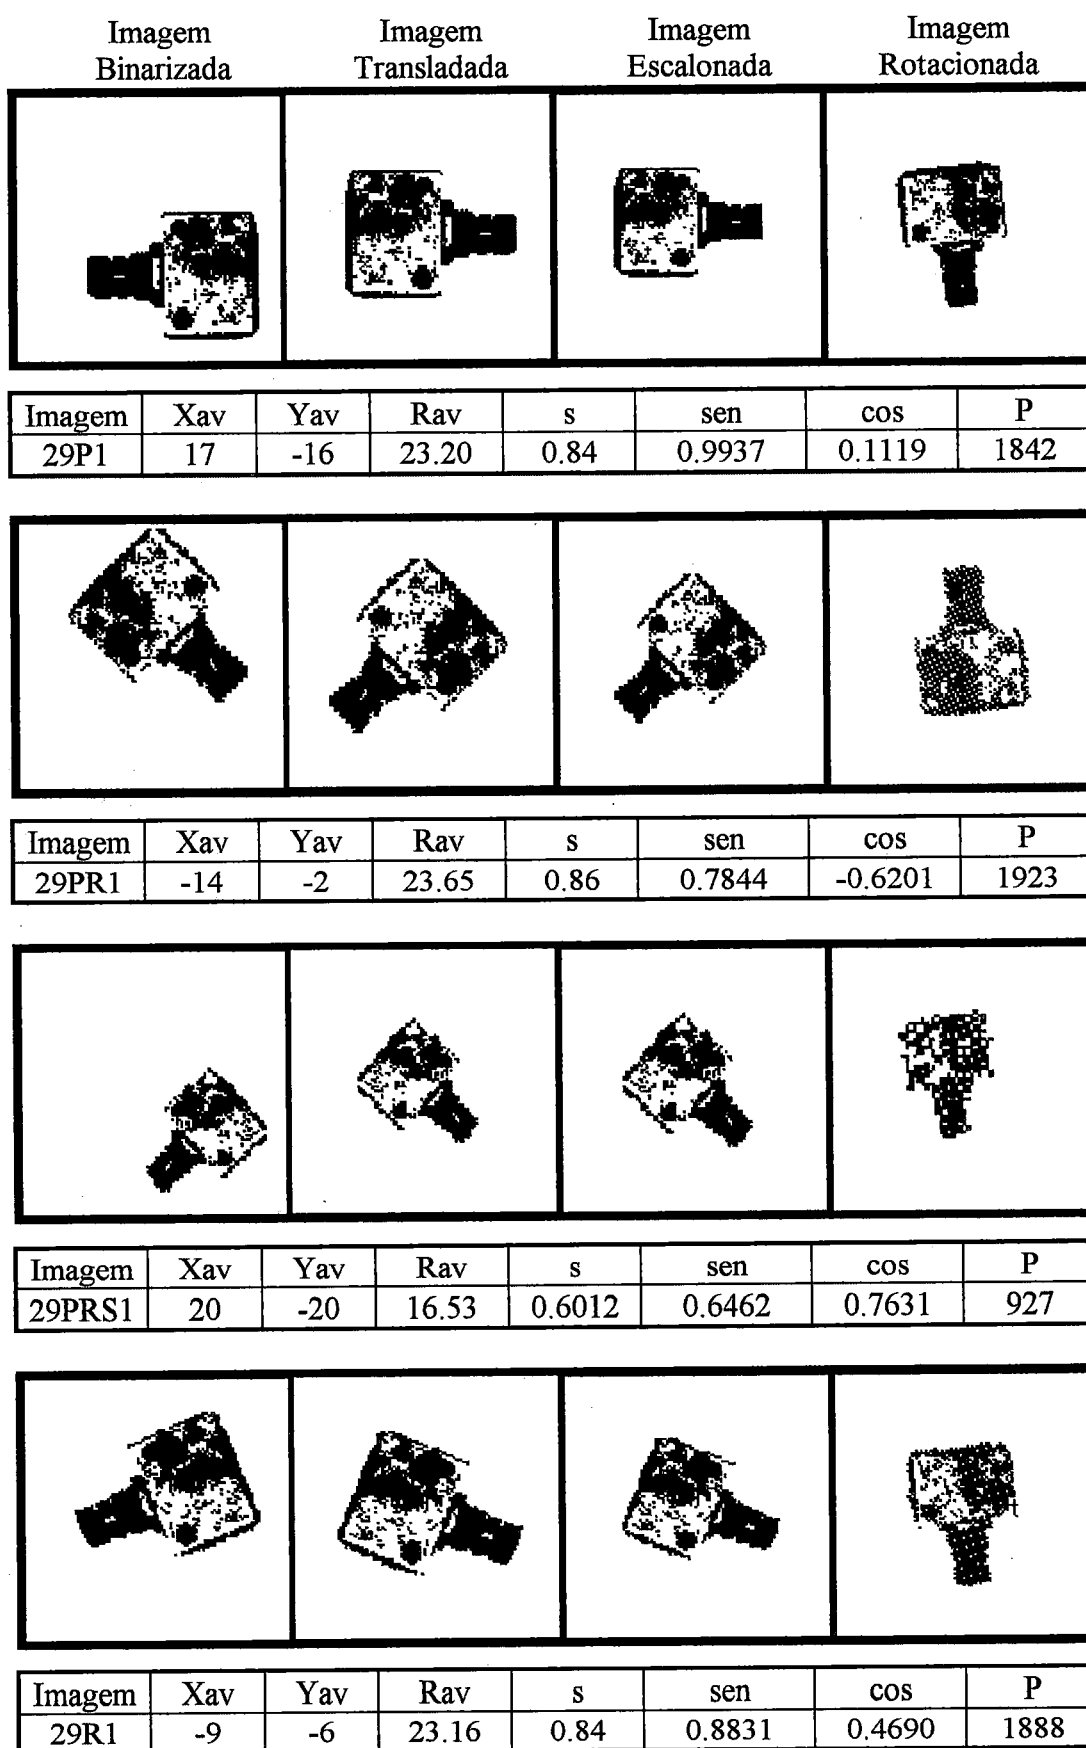 Imagem Binarizada
Imagem Transladada
Imagem Escalonada
Imagem Rotacionada
Imagem Xav Yav Rav s sen cos P
29P1 17 -16 23.20 0.84 0.9937 0.1119 1842
Imagem Xav Yav Rav s sen cos P
29PR1 -14 -2 23.65 0.86 0.7844 -0.6201 1923
Imagem Xav Yav Rav s sen cos P
29PRS1 20 -20 16.53 0.6012 0.6462 0.7631 927
Imagem Xav Yav Rav s sen cos P
29R1 -9 -6 23.16 0.84 0.8831 0.4690 1888